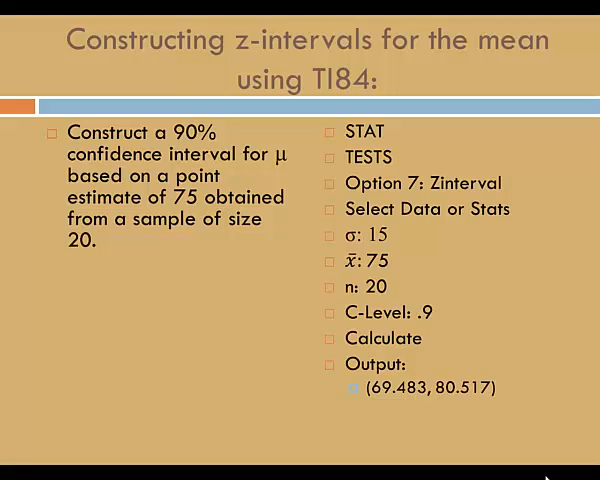 Constructing z-intervals for the mean
using TI84:
Construct a 90%
confidence interval for μ
based on a point
estimate of 75 obtained
from a sample of size
20.
STAT
TESTS
Option 7: Zinterval
Select Data or Stats
σ: 15
x̄: 75
n: 20
C-Level: .9
Calculate
Output:
(69.483, 80.517)